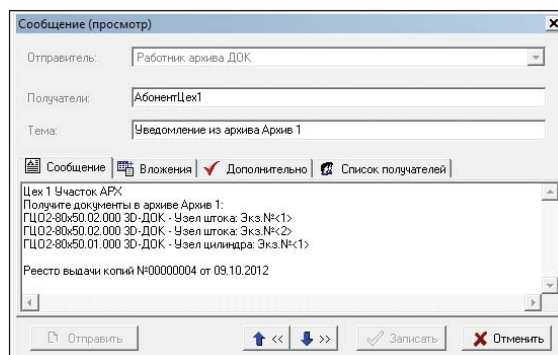 Сообщение (просмотр)
Отправитель: Работник архива ДОК
Получатели: АбонентЦех1
Тема: Уведомление из архива Архив 1
Сообщение Вложения Дополнительно Список получателей
Цех 1 Участок АРХ
Получите документы в архиве Архив 1:
ГЦО2-80х50.02.000 3D-ДОК - Узел штока: Экз.№<1>
ГЦО2-80х50.02.000 3D-ДОК - Узел штока: Экз.№<2>
ГЦО2-80х50.01.000 3D-ДОК - Узел цилиндра: Экз.№<1>
Реестр выдачи копий №00000004 от 09.10.2012
Отправить << >> Записать Отменить